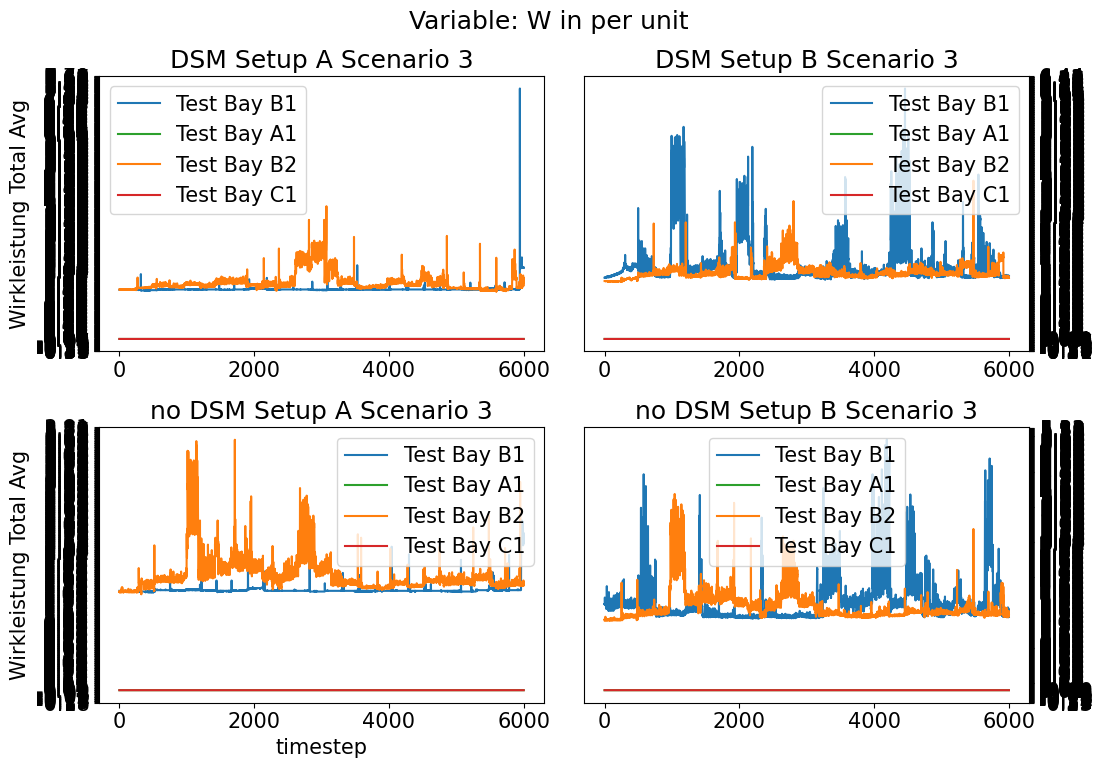 Variable: W in per unit
DSM Setup A Scenario 3
DSM Setup B Scenario 3
Wirkleistung Total Avg
Test Bay B1
Test Bay A1
Test Bay B2
Test Bay C1
Test Bay B1
Test Bay A1
Test Bay B2
Test Bay C1
0
2000
4000
6000
0
2000
4000
6000
no DSM Setup A Scenario 3
no DSM Setup B Scenario 3
Wirkleistung Total Avg
Test Bay B1
Test Bay A1
Test Bay B2
Test Bay C1
Test Bay B1
Test Bay A1
Test Bay B2
Test Bay C1
0
2000
4000
6000
0
2000
4000
6000
timestep